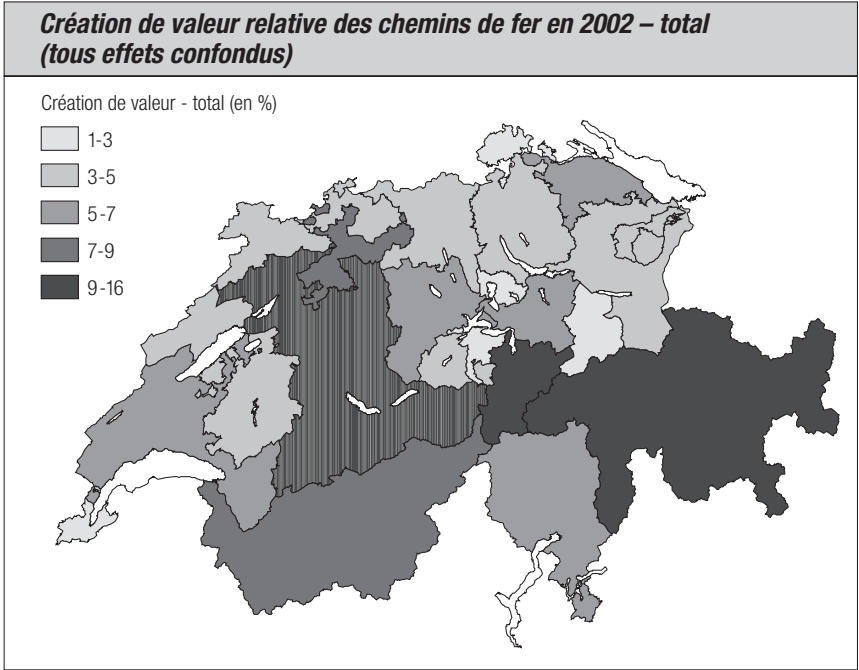 Création de valeur relative des chemins de fer en 2002 – total
(tous effets confondus)
Création de valeur - total (en %)
1-3
3-5
5-7
7-9
9-16